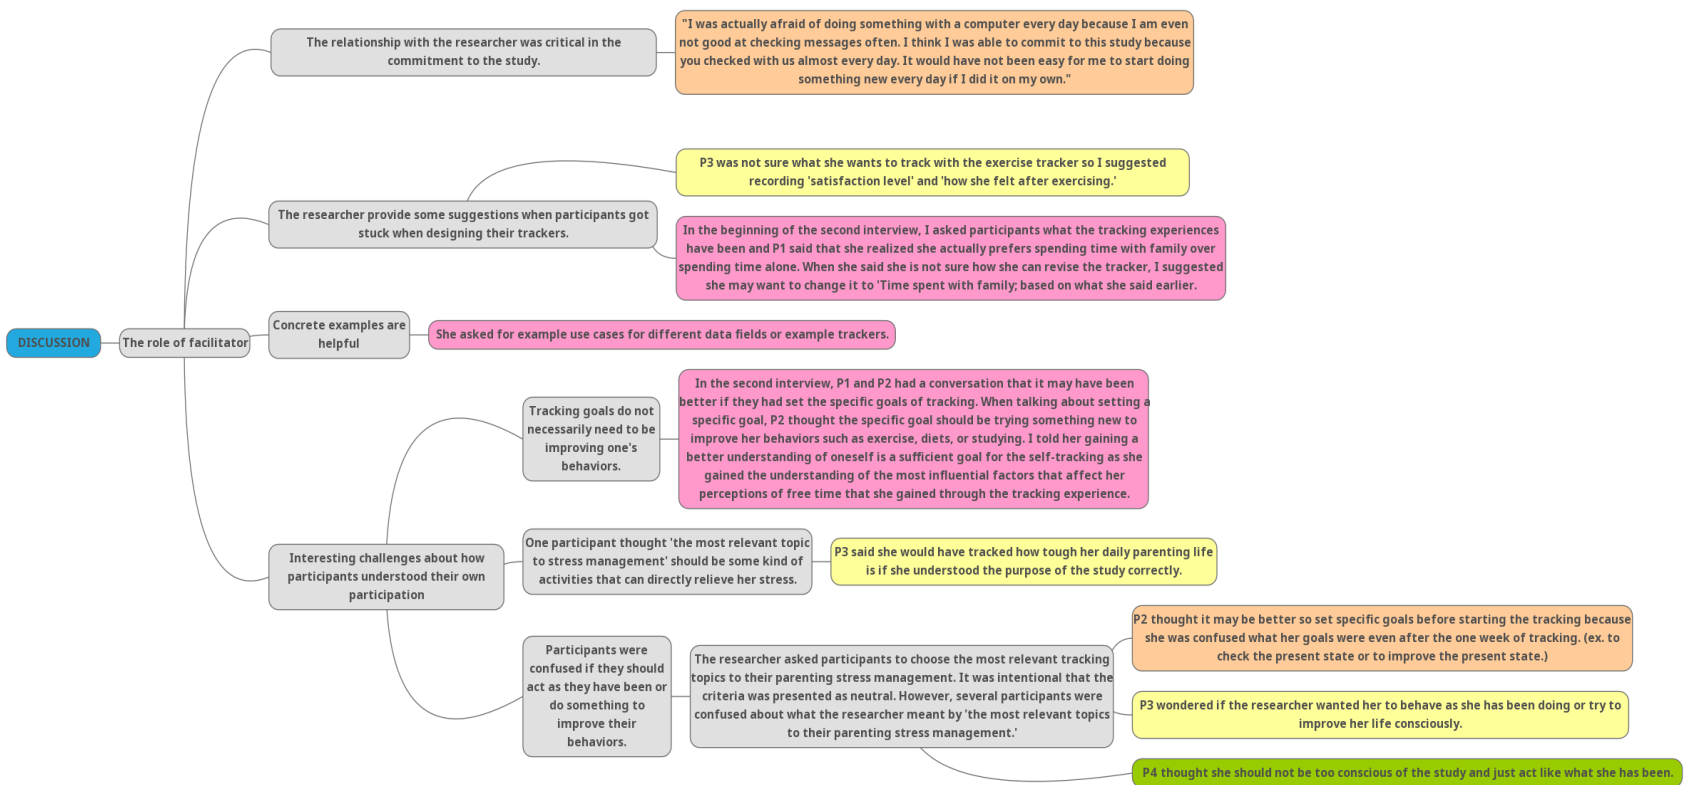 DISCUSSION
The role of facilitator
The relationship with the researcher was critical in the
commitment to the study.
"I was actually afraid of doing something with a computer every day because I am even
not good at checking messages often. I think I was able to commit to this study because
you checked with us almost every day. It would have not been easy for me to start doing
something new every day if I did it on my own."
The researcher provide some suggestions when participants got
stuck when designing their trackers.
P3 was not sure what she wants to track with the exercise tracker so I suggested
recording 'satisfaction level' and 'how she felt after exercising.'
In the beginning of the second interview, I asked participants what the tracking experiences
have been and P1 said that she realized she actually prefers spending time with family over
spending time alone. When she said she is not sure how she can revise the tracker, I suggested
she may want to change it to 'Time spent with family; based on what she said earlier.
Concrete examples are
helpful
She asked for example use cases for different data fields or example trackers.
Interesting challenges about how
participants understood their own
participation
Tracking goals do not
necessarily need to be
improving one's
behaviors.
In the second interview, P1 and P2 had a conversation that it may have been
better if they had set the specific goals of tracking. When talking about setting a
specific goal, P2 thought the specific goal should be trying something new to
improve her behaviors such as exercise, diets, or studying. I told her gaining a
better understanding of oneself is a sufficient goal for the self-tracking as she
gained the understanding of the most influential factors that affect her
perceptions of free time that she gained through the tracking experience.
One participant thought 'the most relevant topic
to stress management' should be some kind of
activities that can directly relieve her stress.
P3 said she would have tracked how tough her daily parenting life
is if she understood the purpose of the study correctly.
Participants were
confused if they should
act as they have been or
do something to
improve their
behaviors.
The researcher asked participants to choose the most relevant tracking
topics to their parenting stress management. It was intentional that the
criteria was presented as neutral. However, several participants were
confused about what the researcher meant by 'the most relevant topics
to their parenting stress management.'
P2 thought it may be better so set specific goals before starting the tracking because
she was confused what her goals were even after the one week of tracking. (ex. to
check the present state or to improve the present state.)
P3 wondered if the researcher wanted her to behave as she has been doing or try to
improve her life consciously.
P4 thought she should not be too conscious of the study and just act like what she has been.